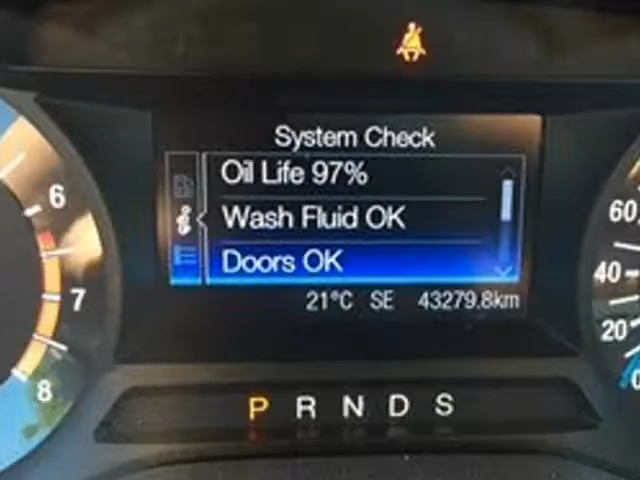 System Check
Oil Life 97%
Wash Fluid OK
Doors OK
21°C SE 43279.8km
6
7
8
60
40
20
0
P R N D S